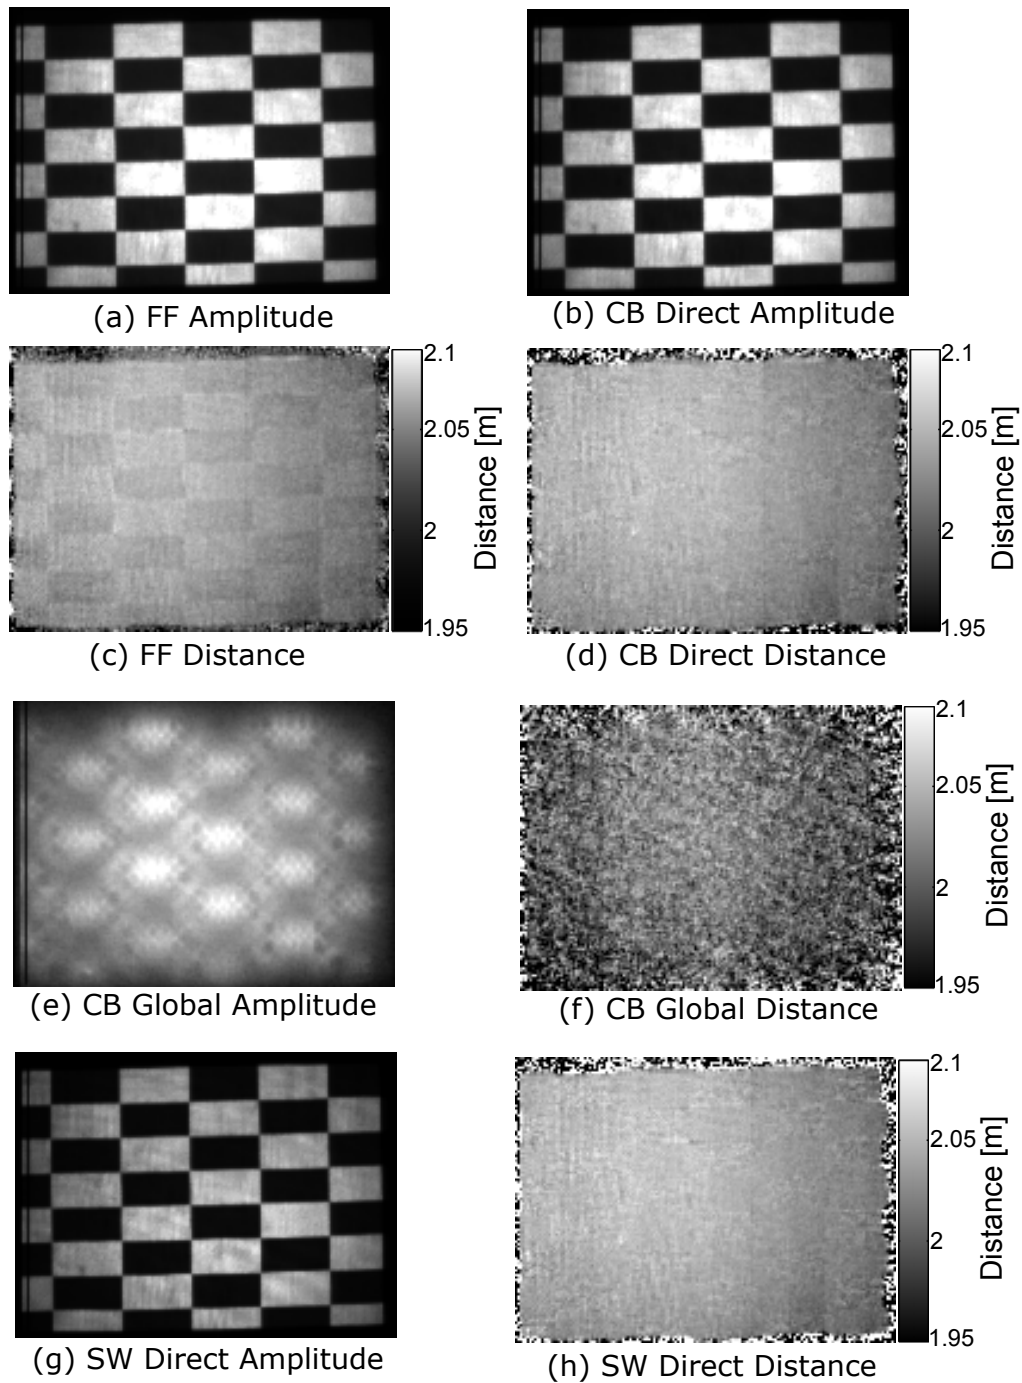 (a) FF Amplitude
(b) CB Direct Amplitude
2.1
2.05
2
1.95
Distance [m]
2.1
2.05
2
1.95
Distance [m]
(c) FF Distance
(d) CB Direct Distance
2.1
2.05
2
1.95
Distance [m]
(e) CB Global Amplitude
(f) CB Global Distance
2.1
2.05
2
1.95
Distance [m]
(g) SW Direct Amplitude
(h) SW Direct Distance